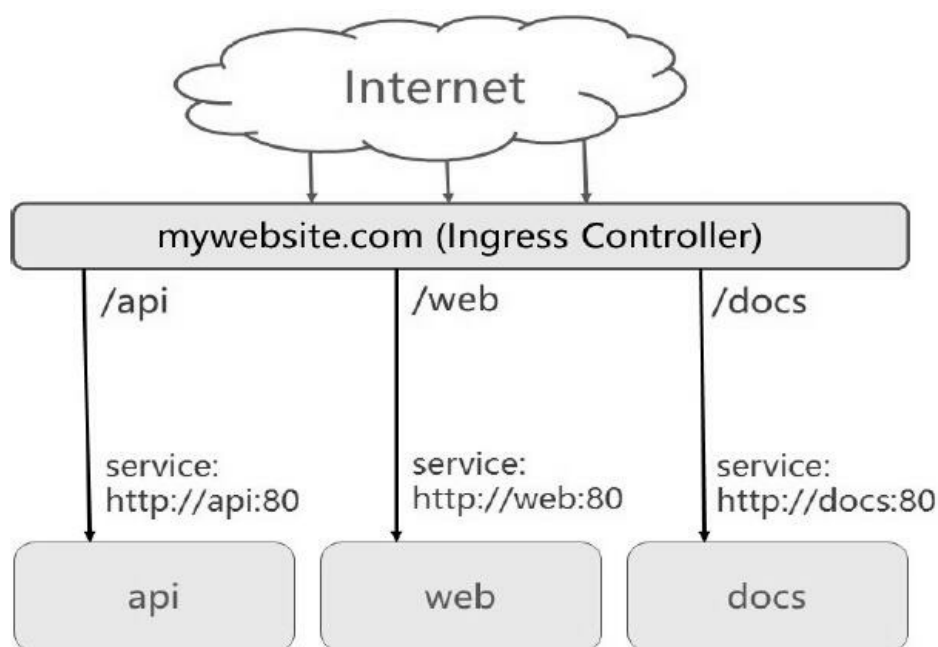 Internet
mywebsite.com (Ingress Controller)
/api
/web
/docs
service:
http://api:80
service:
http://web:80
service:
http://docs:80
api
web
docs